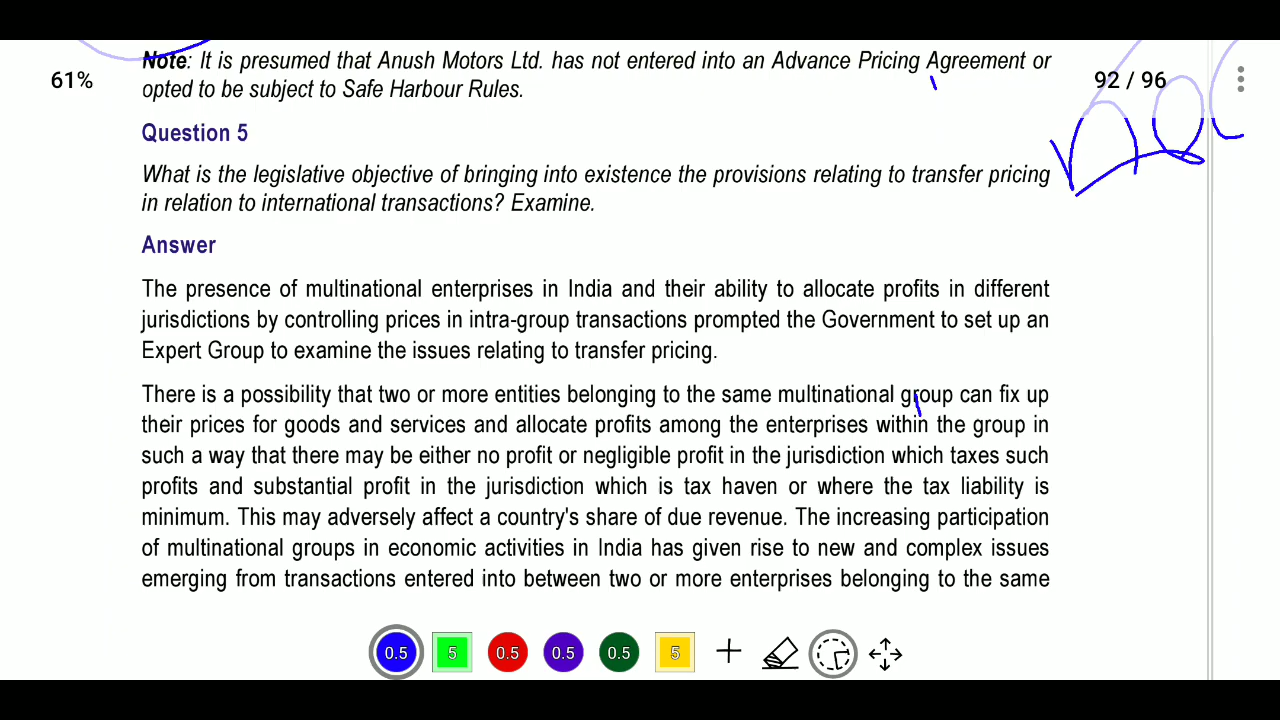 Note: It is presumed that Anush Motors Ltd. has not entered into an Advance Pricing Agreement or
61%
92 / 96
opted to be subject to Safe Harbour Rules.
Question 5
What is the legislative objective of bringing into existence the provisions relating to transfer pricing
in relation to international transactions? Examine.
Answer
The presence of multinational enterprises in India and their ability to allocate profits in different
jurisdictions by controlling prices in intra-group transactions prompted the Government to set up an
Expert Group to examine the issues relating to transfer pricing.
There is a possibility that two or more entities belonging to the same multinational group can fix up
their prices for goods and services and allocate profits among the enterprises within the group in
such a way that there may be either no profit or negligible profit in the jurisdiction which taxes such
profits and substantial profit in the jurisdiction which is tax haven or where the tax liability is
minimum. This may adversely affect a country's share of due revenue. The increasing participation
of multinational groups in economic activities in India has given rise to new and complex issues
emerging from transactions entered into between two or more enterprises belonging to the same
0.5 5 0.5 0.5 0.5 5